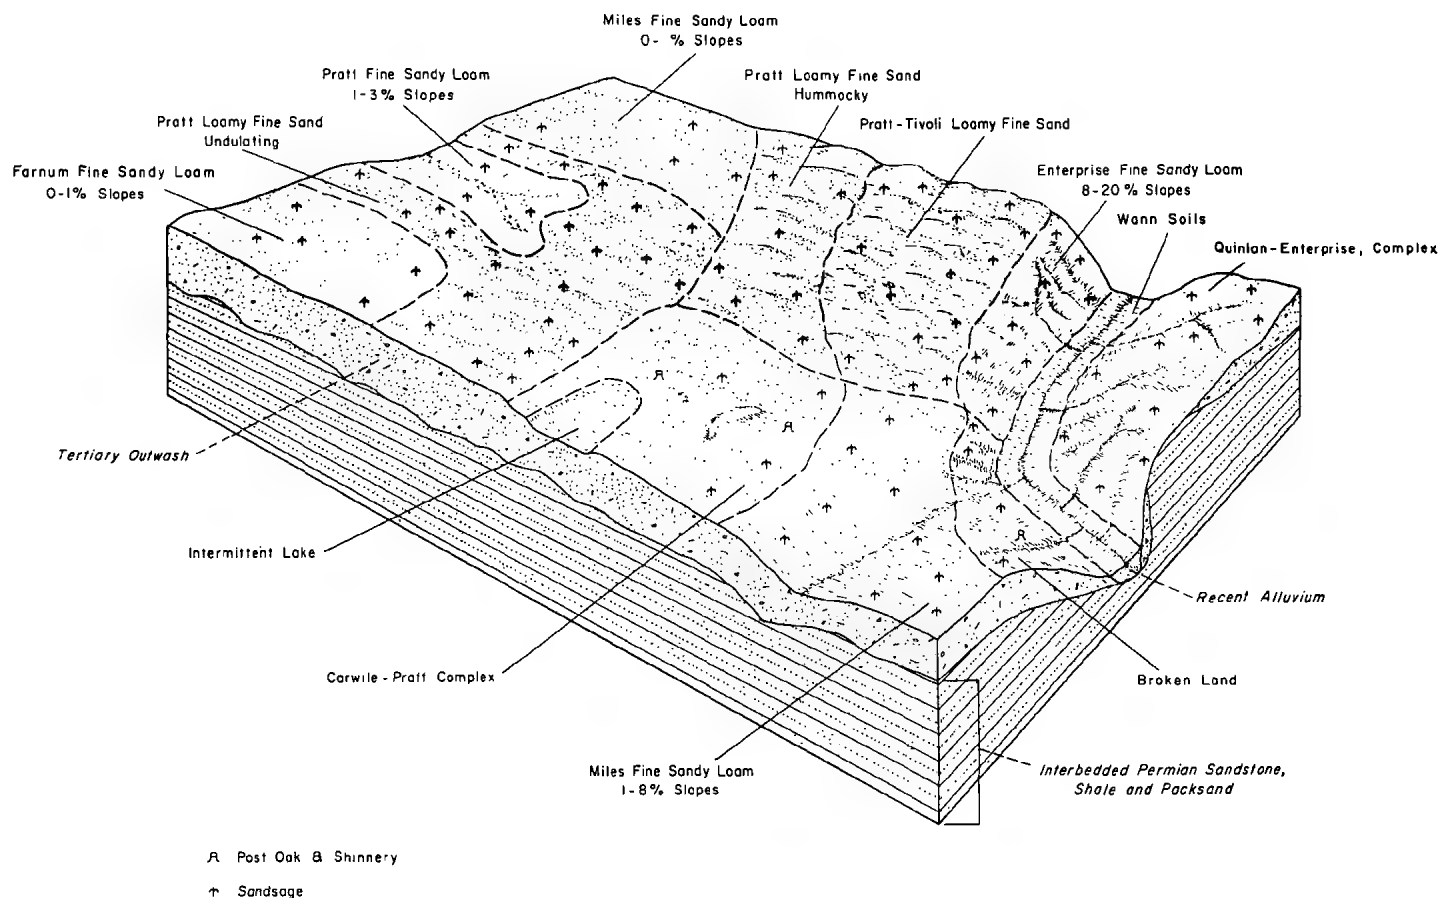 Miles Fine Sandy Loam
0- % Slopes
Pratt Fine Sandy Loam
1-3% Slopes
Pratt Loamy Fine Sand
Hummocky
Pratt Loamy Fine Sand
Undulating
Pratt-Tivoli Loamy Fine Sand
Farnum Fine Sandy Loam
0-1% Slopes
Enterprise Fine Sandy Loam
8-20% Slopes
Wann Soils
Quinlan-Enterprise, Complex
Tertiary Outwash
Intermittent Lake
Recent Alluvium
Carwile-Pratt Complex
Broken Land
Miles Fine Sandy Loam
1-8% Slopes
Interbedded Permian Sandstone,
Shale and Packsand
Post Oak & Shinnery
Sandsage